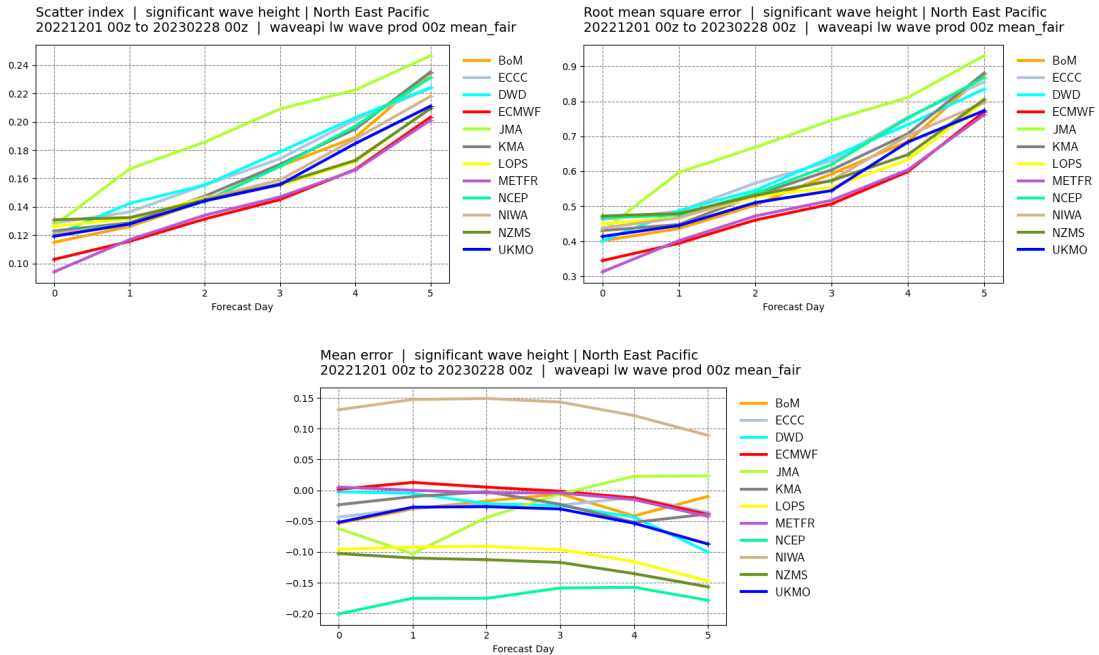 Scatter index | significant wave height | North East Pacific
20221201 00z to 20230228 00z | waveapi lw wave prod 00z mean_fair
0.24
0.22
0.20
0.18
0.16
0.14
0.12
0.10
0 1 2 3 4 5
Forecast Day
BoM
ECCC
DWD
ECMWF
JMA
KMA
LOPS
METFR
NCEP
NIWA
NZMS
UKMO
Root mean square error | significant wave height | North East Pacific
20221201 00z to 20230228 00z | waveapi lw wave prod 00z mean_fair
0.9
0.8
0.7
0.6
0.5
0.4
0.3
0 1 2 3 4 5
Forecast Day
BoM
ECCC
DWD
ECMWF
JMA
KMA
LOPS
METFR
NCEP
NIWA
NZMS
UKMO
Mean error | significant wave height | North East Pacific
20221201 00z to 20230228 00z | waveapi lw wave prod 00z mean_fair
0.15
0.10
0.05
0.00
−0.05
−0.10
−0.15
−0.20
0 1 2 3 4 5
Forecast Day
BoM
ECCC
DWD
ECMWF
JMA
KMA
LOPS
METFR
NCEP
NIWA
NZMS
UKMO